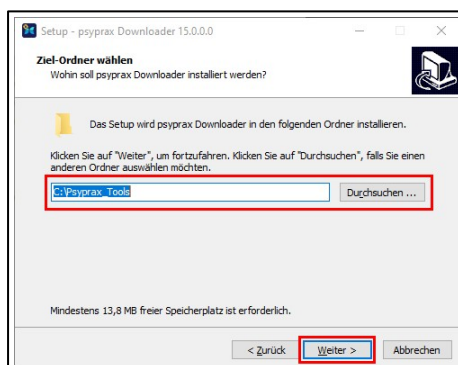 Setup - psyprax Downloader 15.0.0.0
Ziel-Ordner wählen
Wohin soll psyprax Downloader installiert werden?
Das Setup wird psyprax Downloader in den folgenden Ordner installieren.
Klicken Sie auf "Weiter", um fortzufahren. Klicken Sie auf "Durchsuchen", falls Sie einen
anderen Ordner auswählen möchten.
C:\Psyprax_Tools
Durchsuchen ...
Mindestens 13,8 MB freier Speicherplatz ist erforderlich.
< Zurück
Weiter >
Abbrechen